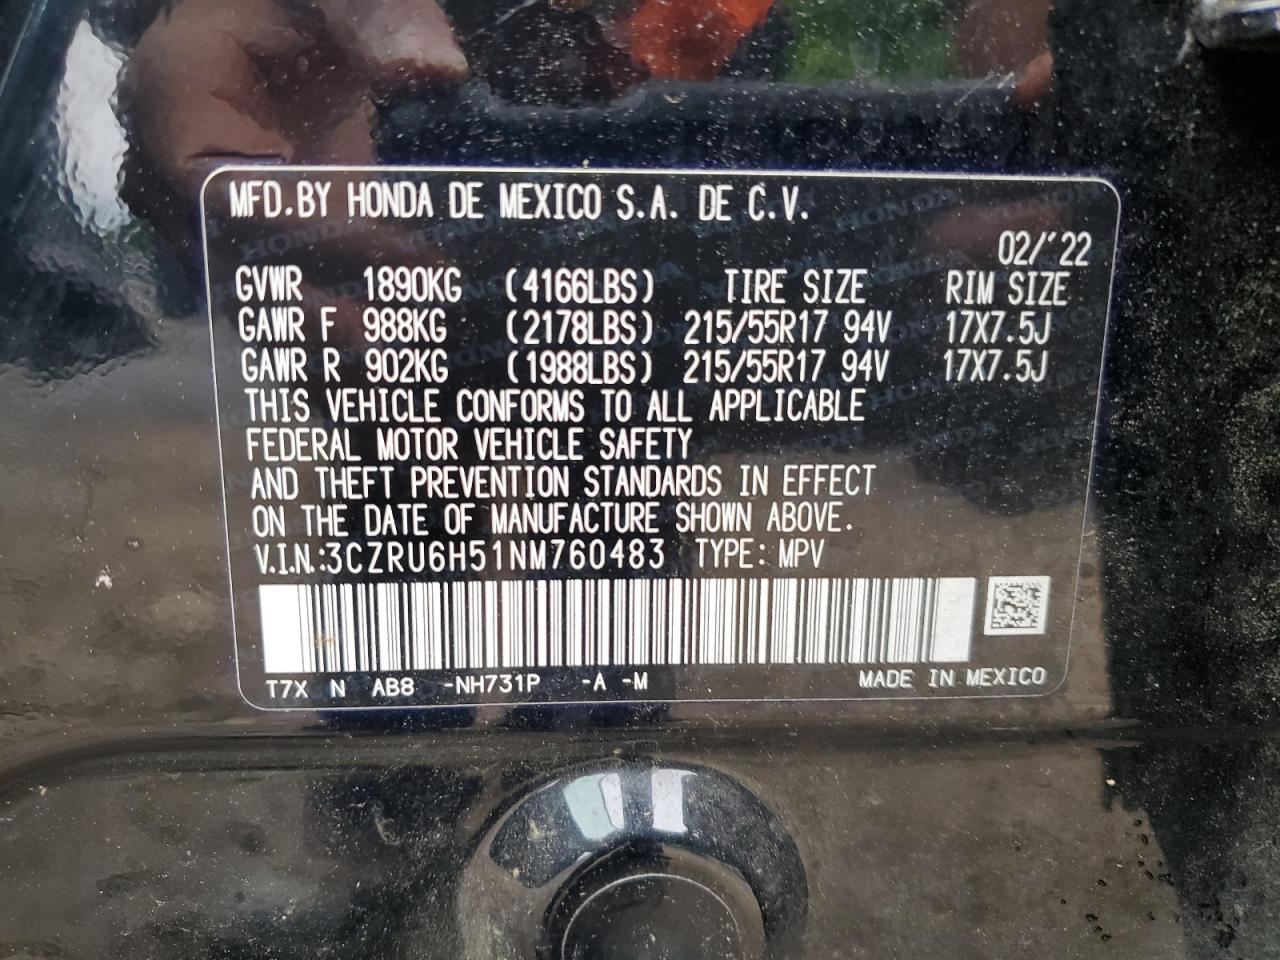 MFD.BY HONDA DE MEXICO S.A. DE C.V.
02/'22
GVWR 1890KG (4166LBS) TIRE SIZE RIM SIZE
GAWR F 988KG (2178LBS) 215/55R17 94V 17X7.5J
GAWR R 902KG (1988LBS) 215/55R17 94V 17X7.5J
THIS VEHICLE CONFORMS TO ALL APPLICABLE
FEDERAL MOTOR VEHICLE SAFETY
AND THEFT PREVENTION STANDARDS IN EFFECT
ON THE DATE OF MANUFACTURE SHOWN ABOVE.
V.I.N.:3CZRU6H51NM760483 TYPE: MPV
T7X N AB8 -NH731P -A -M MADE IN MEXICO